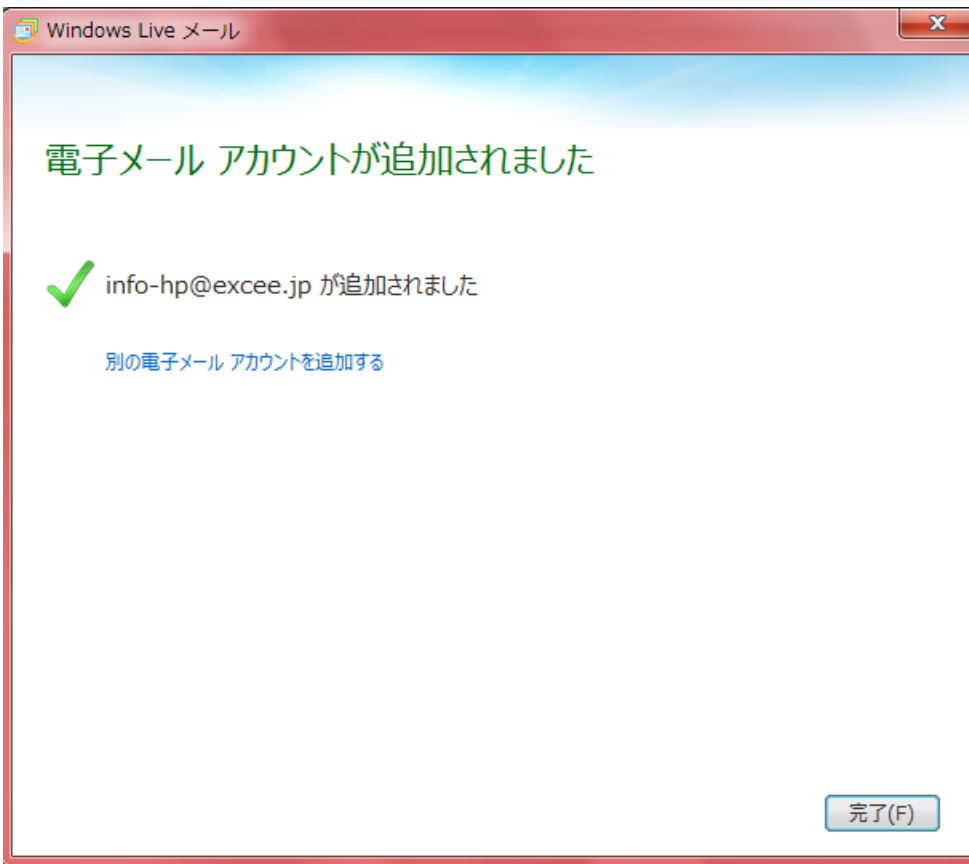 Windows Live メール
電子メール アカウントが追加されました
info-hp@excee.jp が追加されました
別の電子メール アカウントを追加する
完了(F)